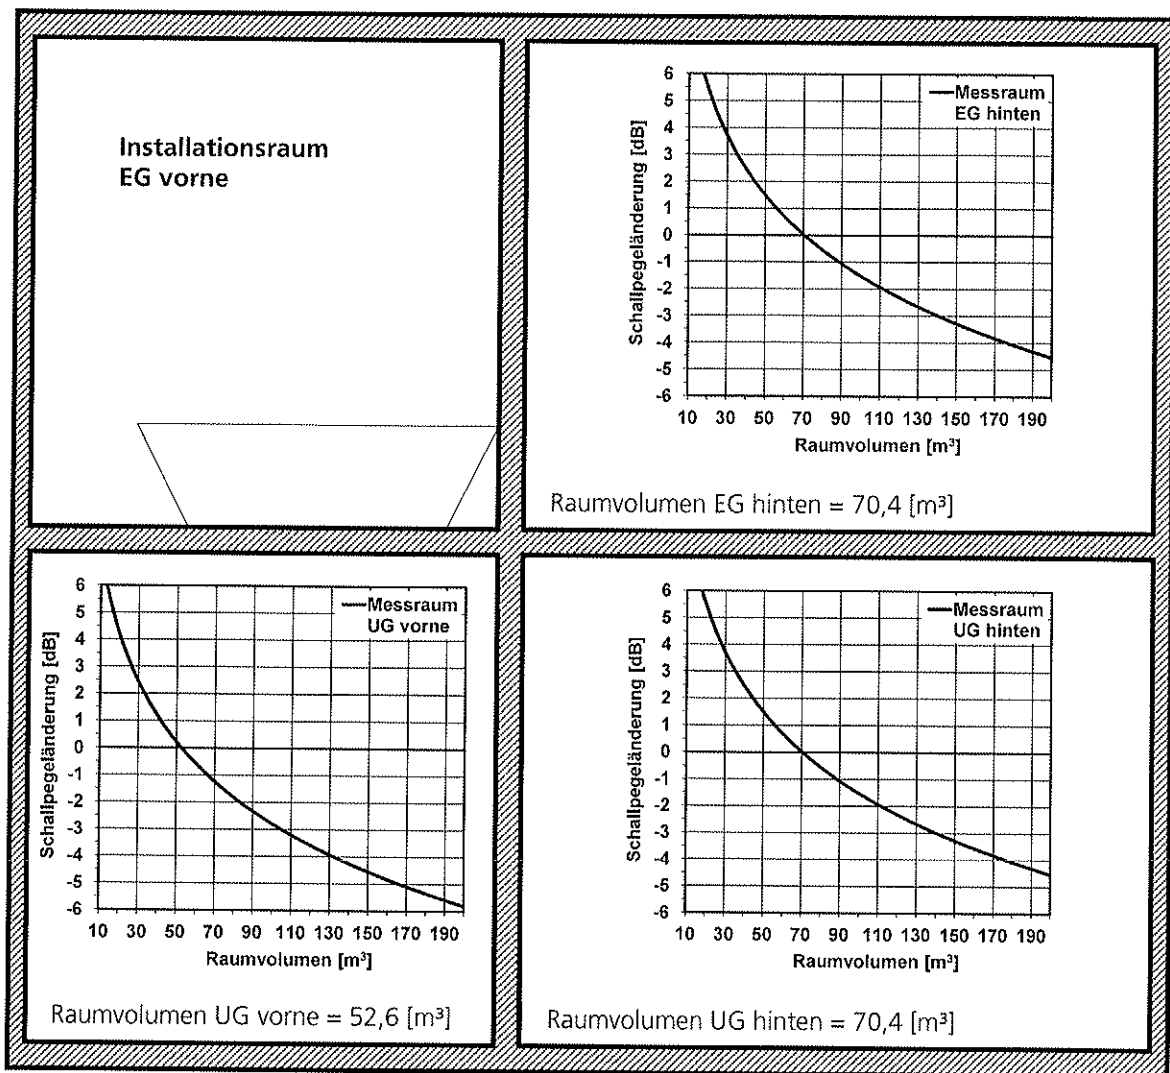 Installationsraum
EG vorne
6
5
4
3
2
1
0
-1
-2
-3
-4
-5
-6
Schallpegeländerung [dB]
Messraum
EG hinten
10 30 50 70 90 110 130 150 170 190
Raumvolumen [m³]
Raumvolumen EG hinten = 70,4 [m³]
6
5
4
3
2
1
0
-1
-2
-3
-4
-5
-6
Schallpegeländerung [dB]
Messraum
UG vorne
10 30 50 70 90 110 130 150 170 190
Raumvolumen [m³]
Raumvolumen UG vorne = 52,6 [m³]
6
5
4
3
2
1
0
-1
-2
-3
-4
-5
-6
Schallpegeländerung [dB]
Messraum
UG hinten
10 30 50 70 90 110 130 150 170 190
Raumvolumen [m³]
Raumvolumen UG hinten = 70,4 [m³]